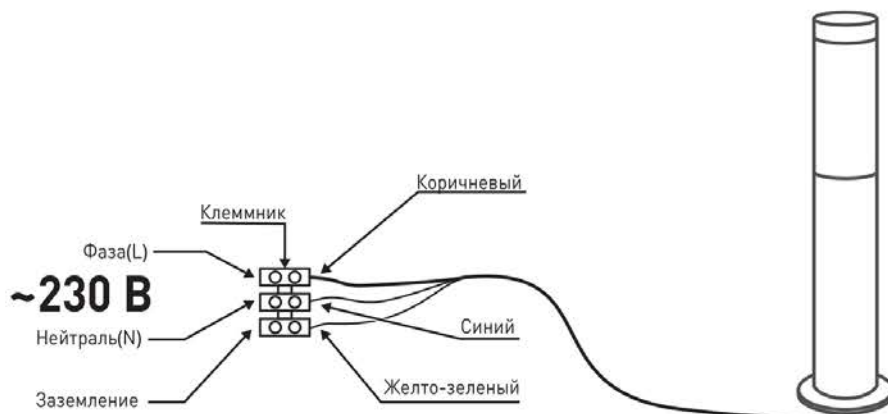 Коричневый
Клеммник
Фаза(L)
~230 В
Нейтраль(N)
Синий
Заземление
Желто-зеленый